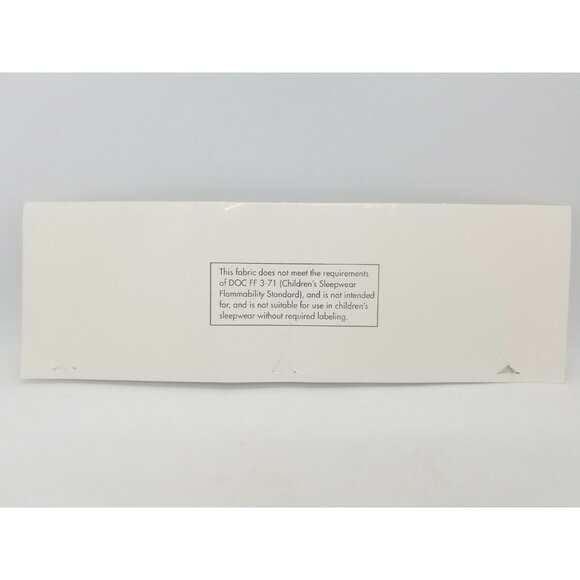 This fabric does not meet the requirements
of DOC FF 3-71 (Children's Sleepwear
Flammability Standard), and is not intended
for, and is not suitable for use in children's
sleepwear without required labeling.